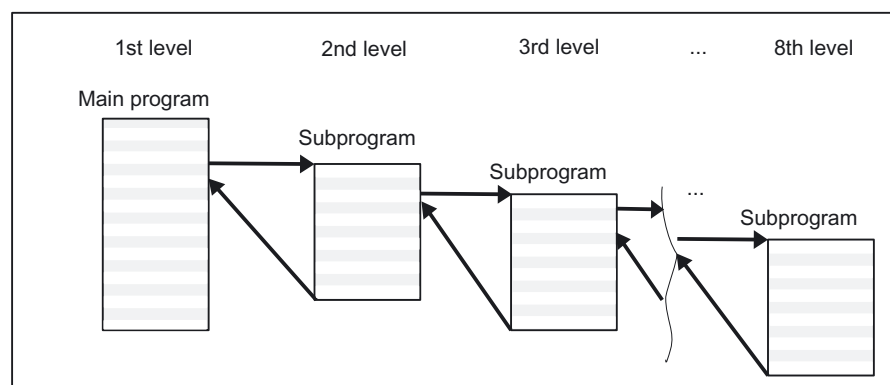 1st level 2nd level 3rd level ... 8th level
Main program
Subprogram
Subprogram
...
Subprogram